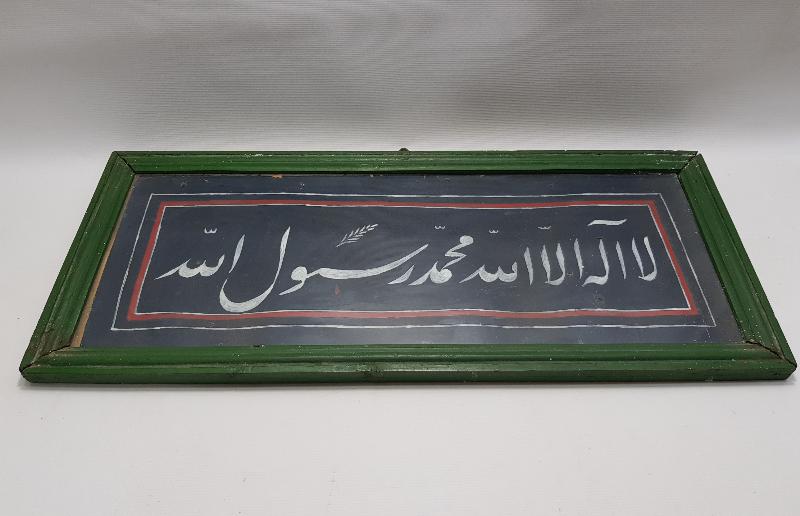 لا اله الا الله محمد رسول الله